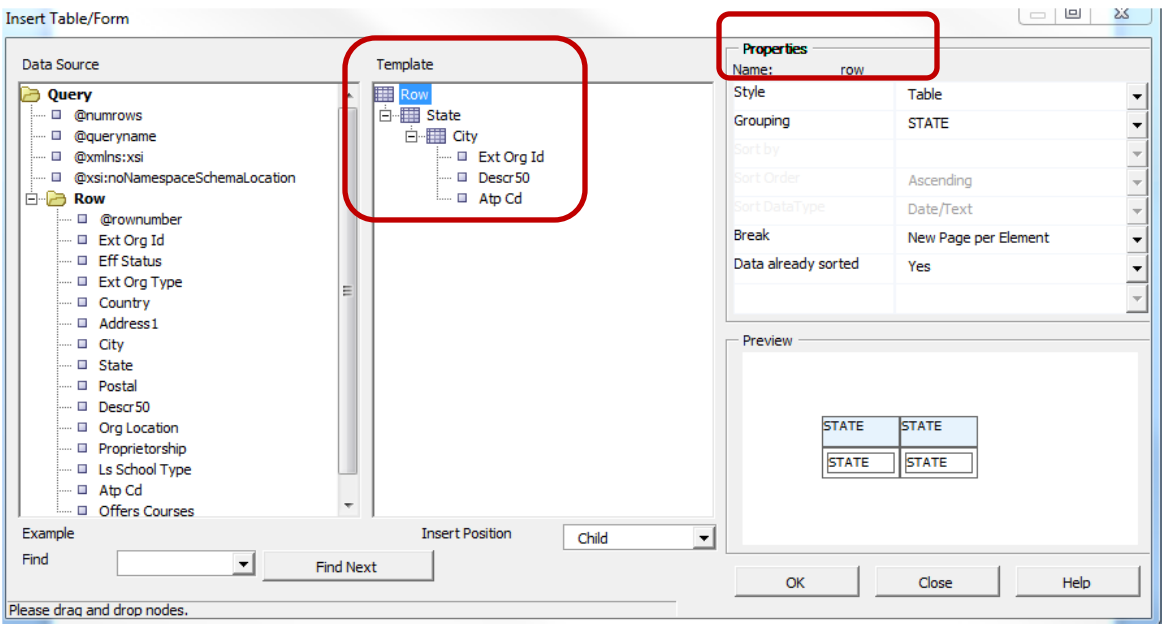 Insert Table/Form
Data Source
Query
@numrows
@queryname
@xmlns:xsi
@xsi:noNamespaceSchemaLocation
Row
@rownumber
Ext Org Id
Eff Status
Ext Org Type
Country
Address1
City
State
Postal
Descr50
Org Location
Proprietorship
Ls School Type
Atp Cd
Offers Courses
Template
Row
State
City
Ext Org Id
Descr50
Atp Cd
Properties
Name: row
Style Table
Grouping STATE
Sort by
Sort Order Ascending
Sort DataType Date/Text
Break New Page per Element
Data already sorted Yes
Preview
STATE STATE
STATE STATE
Example
Insert Position Child
Find
Find Next
OK Close Help
Please drag and drop nodes.